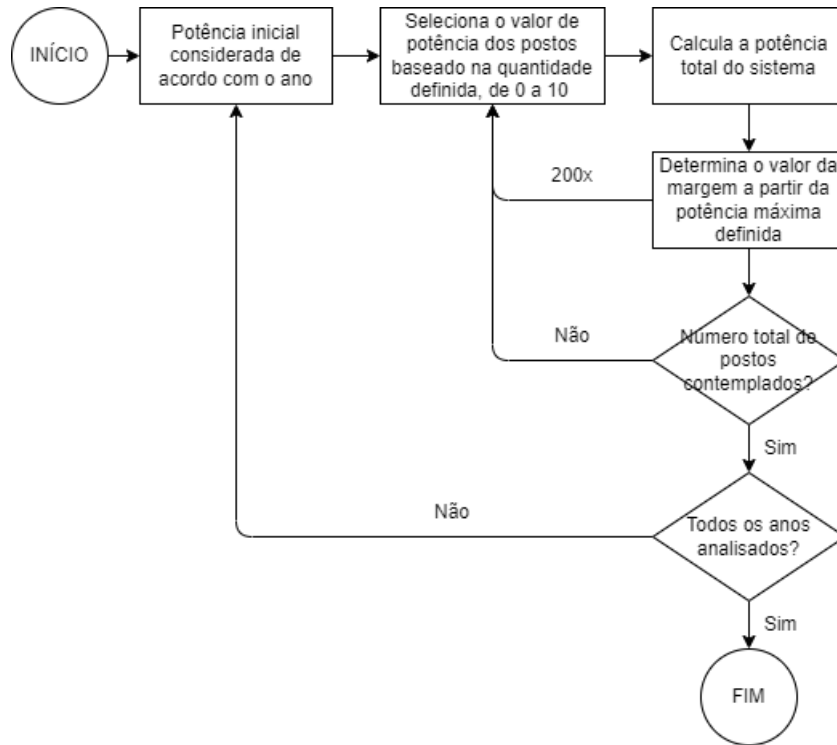 INÍCIO
Potência inicial
considerada de
acordo com o ano
Seleciona o valor de
potência dos postos
baseado na quantidade
definida, de 0 a 10
Calcula a potência
total do sistema
Determina o valor da
margem a partir da
potência máxima
definida
200x
Número total de
postos
contemplados?
Não
Sim
Todos os anos
analisados?
Não
Sim
FIM